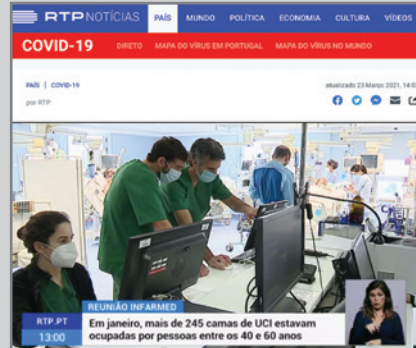 RTP NOTÍCIAS PAÍS MUNDO POLÍTICA ECONOMIA CULTURA VÍDEOS
COVID-19 DIRETO MAPA DO VÍRUS EM PORTUGAL MAPA DO VÍRUS NO MUNDO
PAÍS | COVID-19
atualizado 23 Março 2021, 14:03
por RTP
REUNIÃO INFARMED
RTP.PT
13:00
Em janeiro, mais de 245 camas de UCI estavam
ocupadas por pessoas entre os 40 e 60 anos